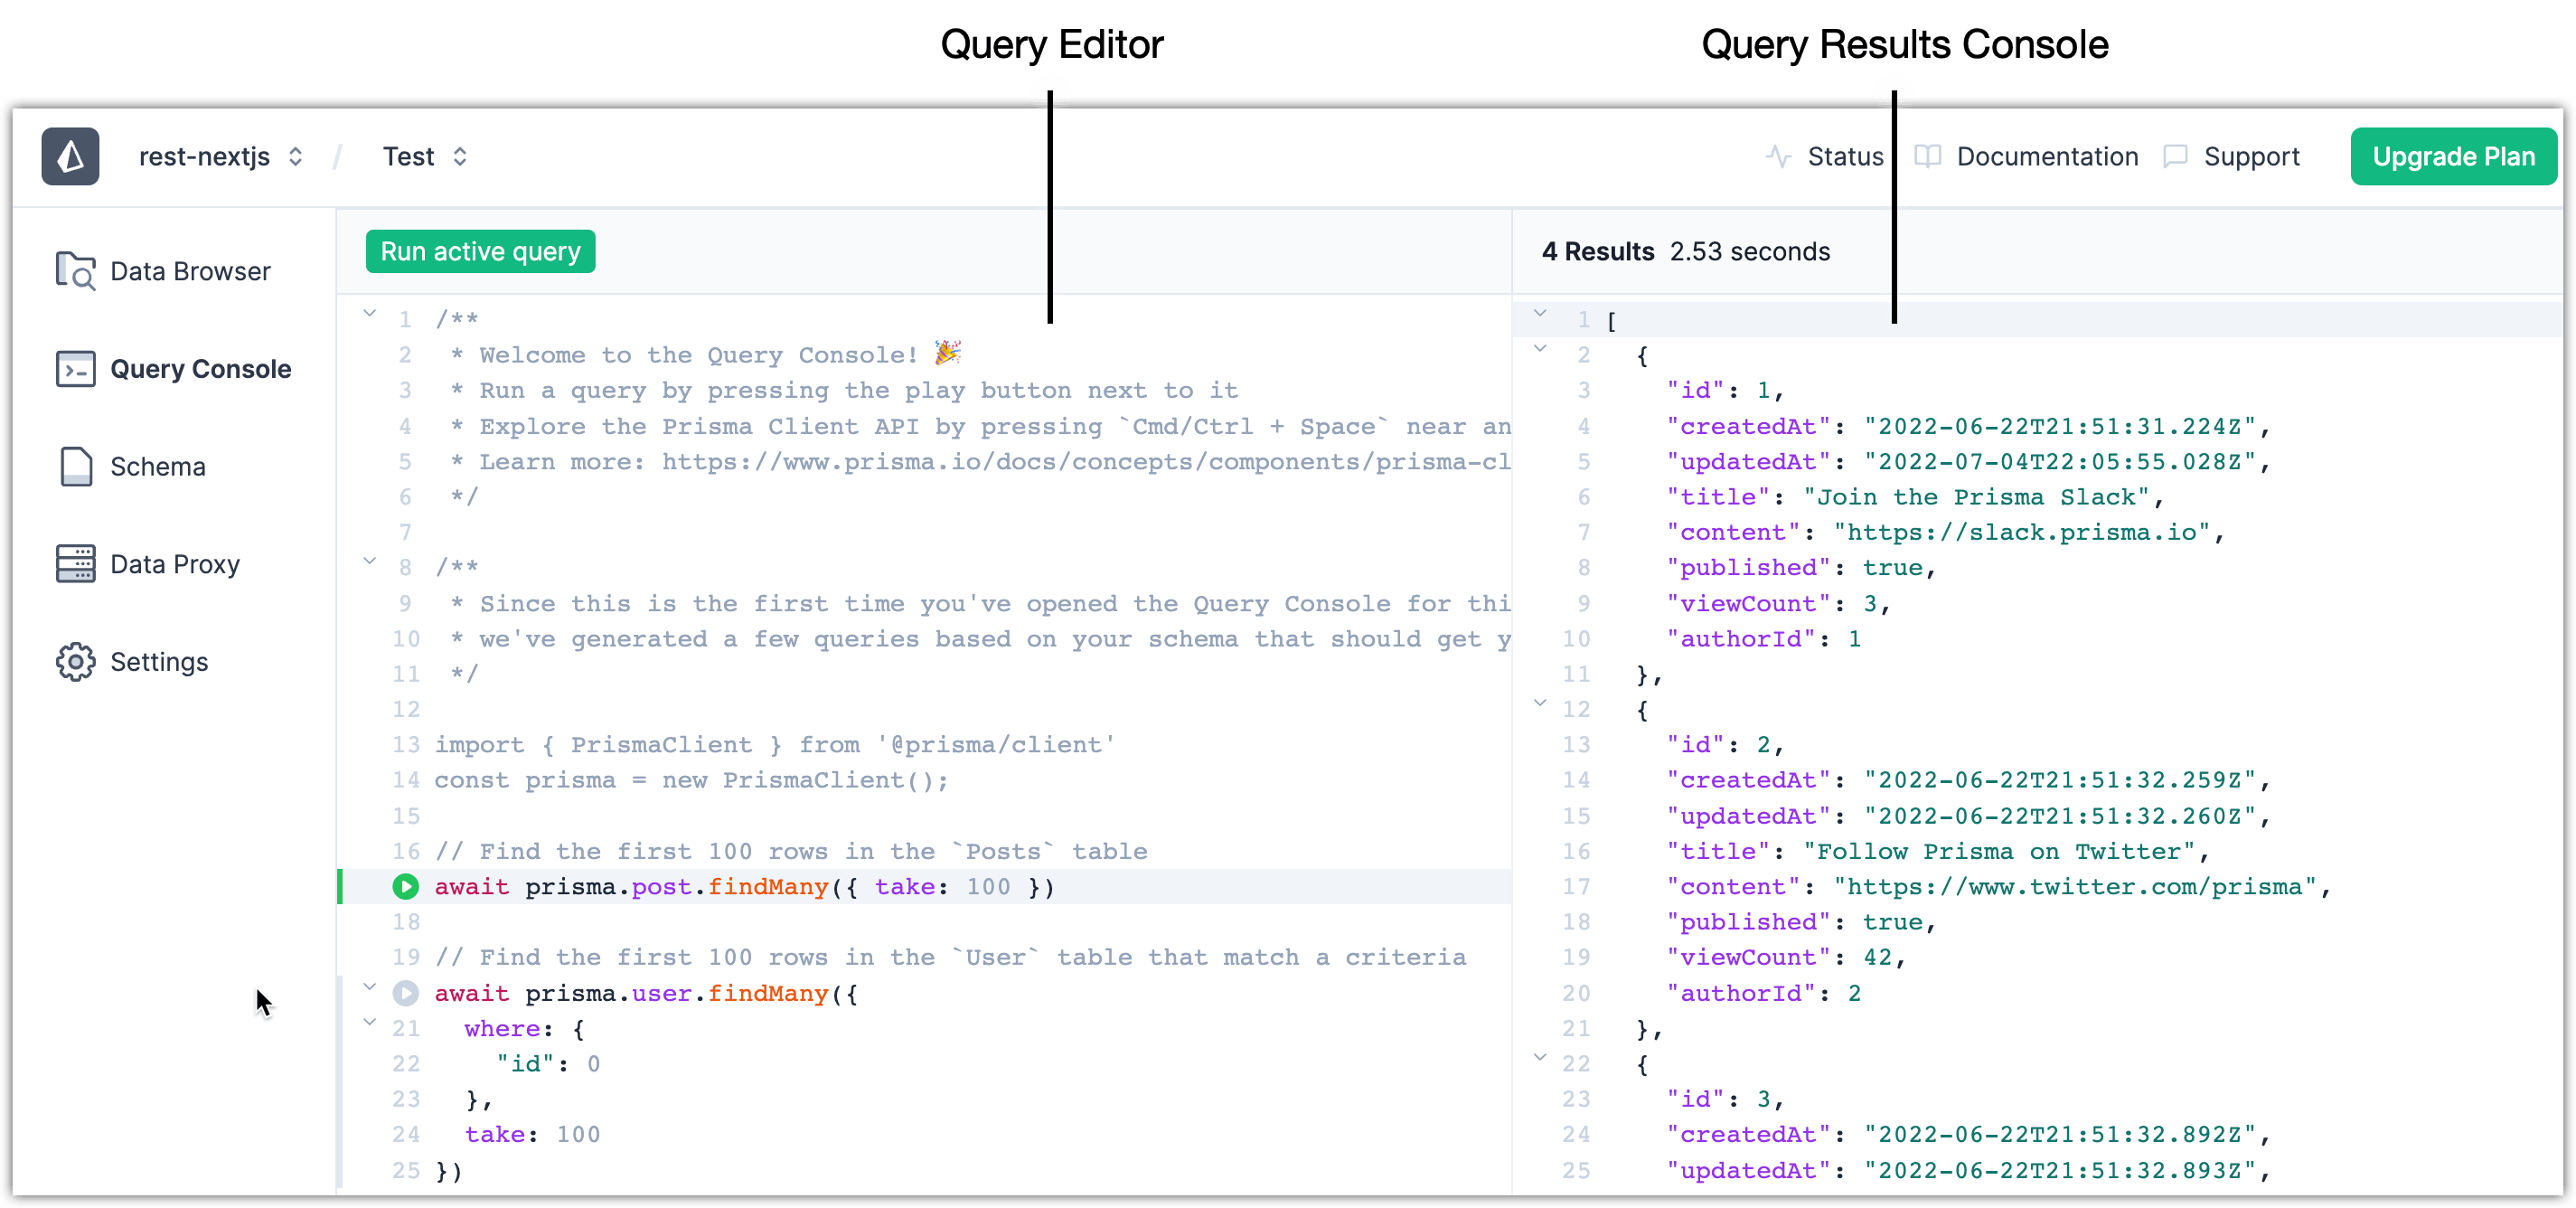 Query Editor
Query Results Console
rest-nextjs / Test
Status Documentation Support Upgrade Plan
Data Browser
Query Console
Schema
Data Proxy
Settings
Run active query
1 /**
2 * Welcome to the Query Console! 🎉
3 * Run a query by pressing the play button next to it
4 * Explore the Prisma Client API by pressing `Cmd/Ctrl + Space` near an
5 * Learn more: https://www.prisma.io/docs/concepts/components/prisma-cl
6 */
7
8 /**
9 * Since this is the first time you've opened the Query Console for thi
10 * we've generated a few queries based on your schema that should get y
11 */
12
13 import { PrismaClient } from '@prisma/client'
14 const prisma = new PrismaClient();
15
16 // Find the first 100 rows in the `Posts` table
await prisma.post.findMany({ take: 100 })
18
19 // Find the first 100 rows in the `User` table that match a criteria
await prisma.user.findMany({
21 where: {
22 "id": 0
23 },
24 take: 100
25 })
4 Results 2.53 seconds
1 [
2 {
3 "id": 1,
4 "createdAt": "2022-06-22T21:51:31.224Z",
5 "updatedAt": "2022-07-04T22:05:55.028Z",
6 "title": "Join the Prisma Slack",
7 "content": "https://slack.prisma.io",
8 "published": true,
9 "viewCount": 3,
10 "authorId": 1
11 },
12 {
13 "id": 2,
14 "createdAt": "2022-06-22T21:51:32.259Z",
15 "updatedAt": "2022-06-22T21:51:32.260Z",
16 "title": "Follow Prisma on Twitter",
17 "content": "https://www.twitter.com/prisma",
18 "published": true,
19 "viewCount": 42,
20 "authorId": 2
21 },
22 {
23 "id": 3,
24 "createdAt": "2022-06-22T21:51:32.892Z",
25 "updatedAt": "2022-06-22T21:51:32.893Z",